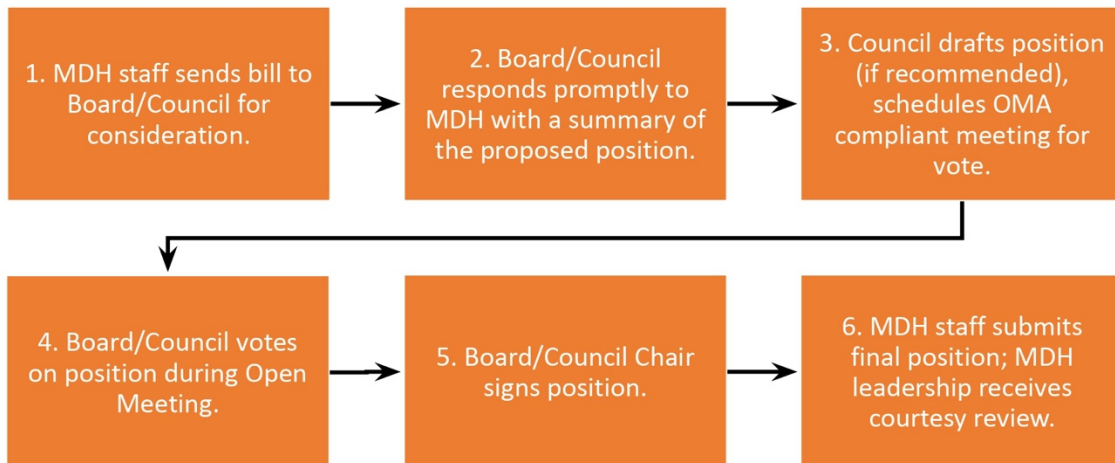 1. MDH staff sends bill to
Board/Council for
consideration.
2. Board/Council
responds promptly to
MDH with a summary of
the proposed position.
3. Council drafts position
(if recommended),
schedules OMA
compliant meeting for
vote.
4. Board/Council votes
on position during Open
Meeting.
5. Board/Council Chair
signs position.
6. MDH staff submits
final position; MDH
leadership receives
courtesy review.